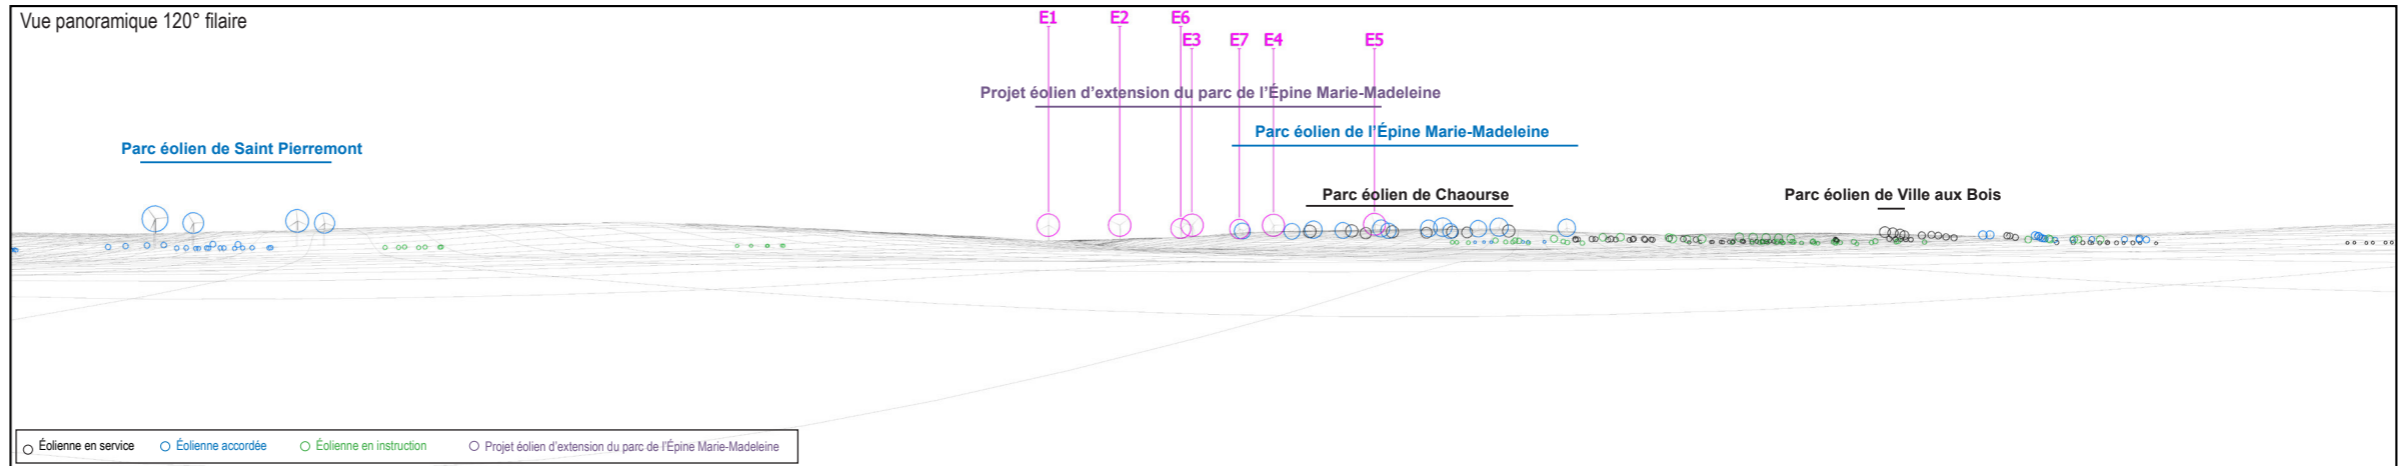 Vue panoramique 120° filaire
E1 E2 E6
E3 E7 E4 E5
Projet éolien d'extension du parc de l'Épine Marie-Madeleine
Parc éolien de l'Épine Marie-Madeleine
Parc éolien de Saint Pierremont
Parc éolien de Chaourse
Parc éolien de Ville aux Bois
Éolienne en service
Éolienne accordée
Éolienne en instruction
Projet éolien d'extension du parc de l'Épine Marie-Madeleine